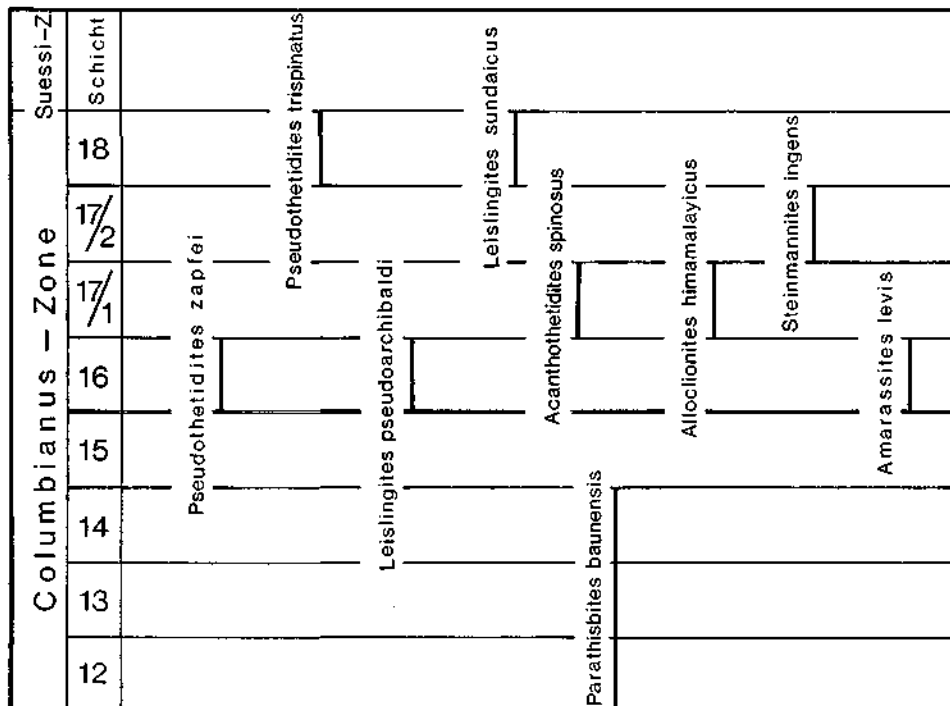 Suessi-Z
Schicht
Columbianus – Zone
18
17/2
17/1
16
15
14
13
12
Pseudothetidites zapfei
Pseudothetidites trispinatus
Leislingites pseudoarchibaldi
Leislingites sundaicus
Acanthothetidites spinosus
Parathisbites baunensis
Alloclionites himamalayicus
Steinmannites ingens
Amarassites levis